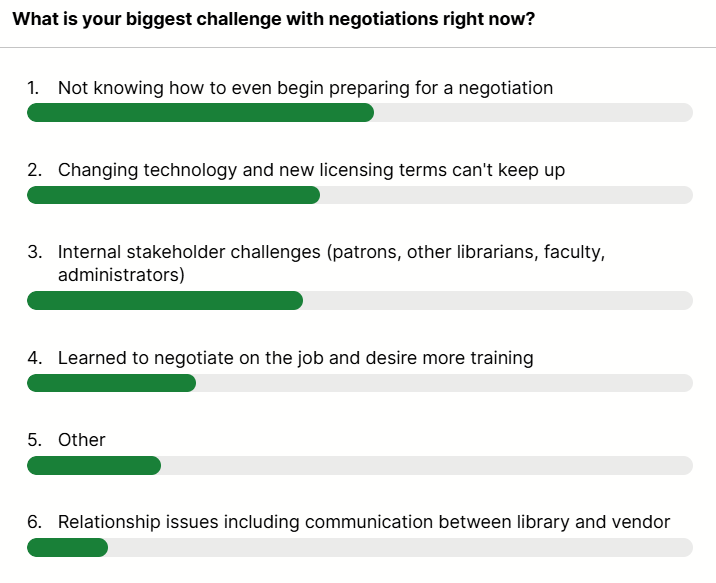 What is your biggest challenge with negotiations right now?
1. Not knowing how to even begin preparing for a negotiation
2. Changing technology and new licensing terms can't keep up
3. Internal stakeholder challenges (patrons, other librarians, faculty,
administrators)
4. Learned to negotiate on the job and desire more training
5. Other
6. Relationship issues including communication between library and vendor